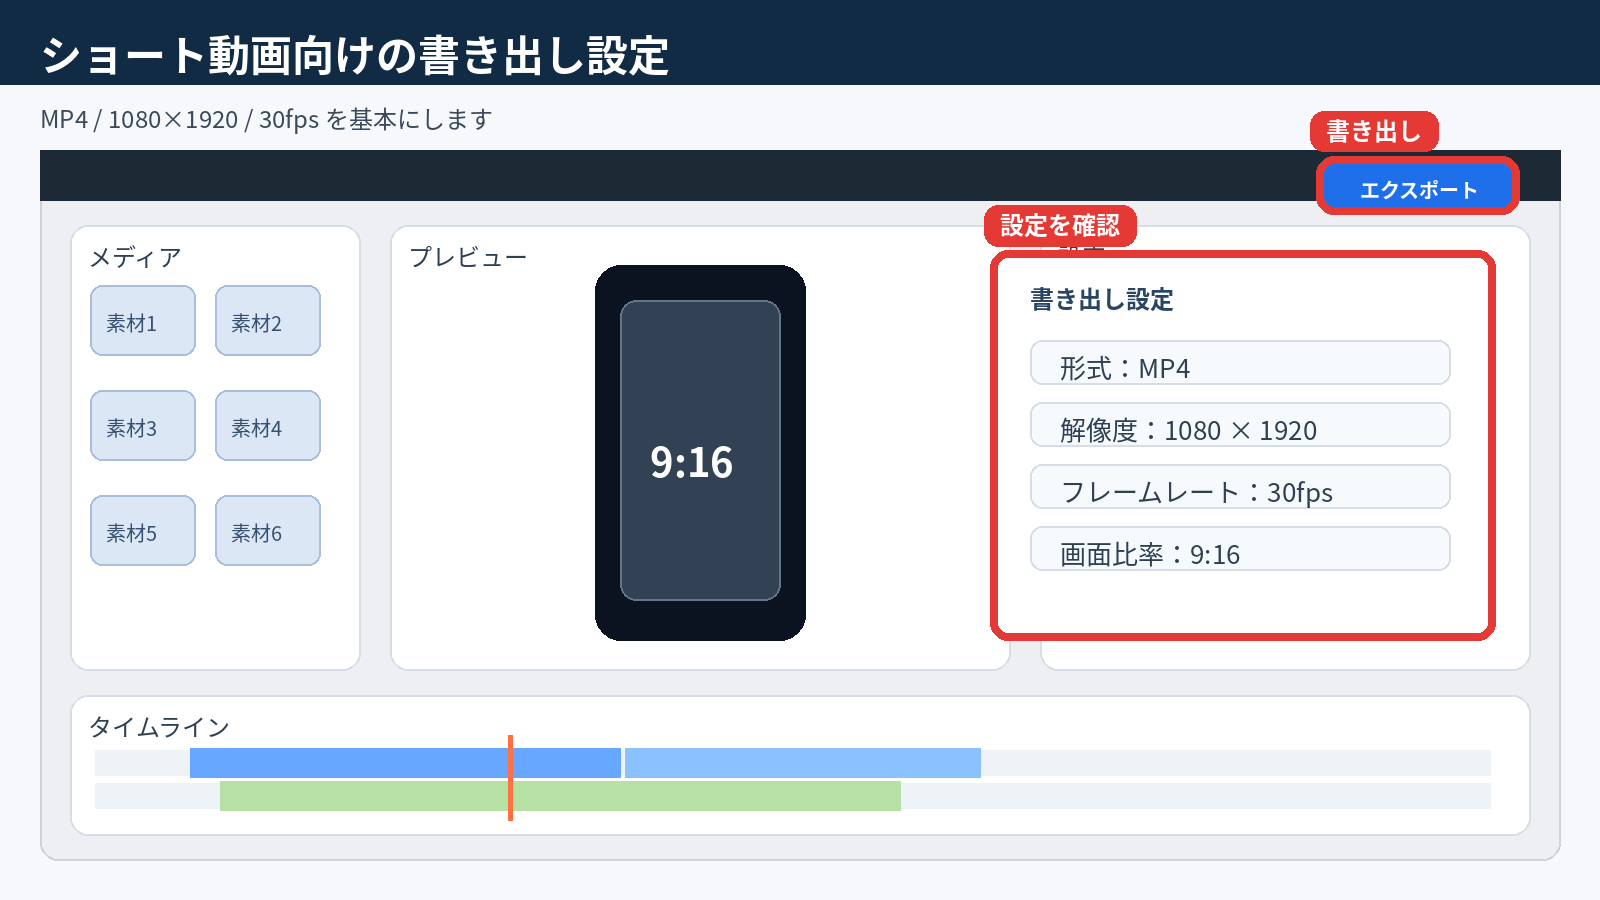 ショート動画向けの書き出し設定
MP4 / 1080×1920 / 30fps を基本にします
書き出し
エクスポート
設定を確認
メディア
素材1
素材2
素材3
素材4
素材5
素材6
プレビュー
9:16
書き出し設定
形式：MP4
解像度：1080 × 1920
フレームレート：30fps
画面比率：9:16
タイムライン